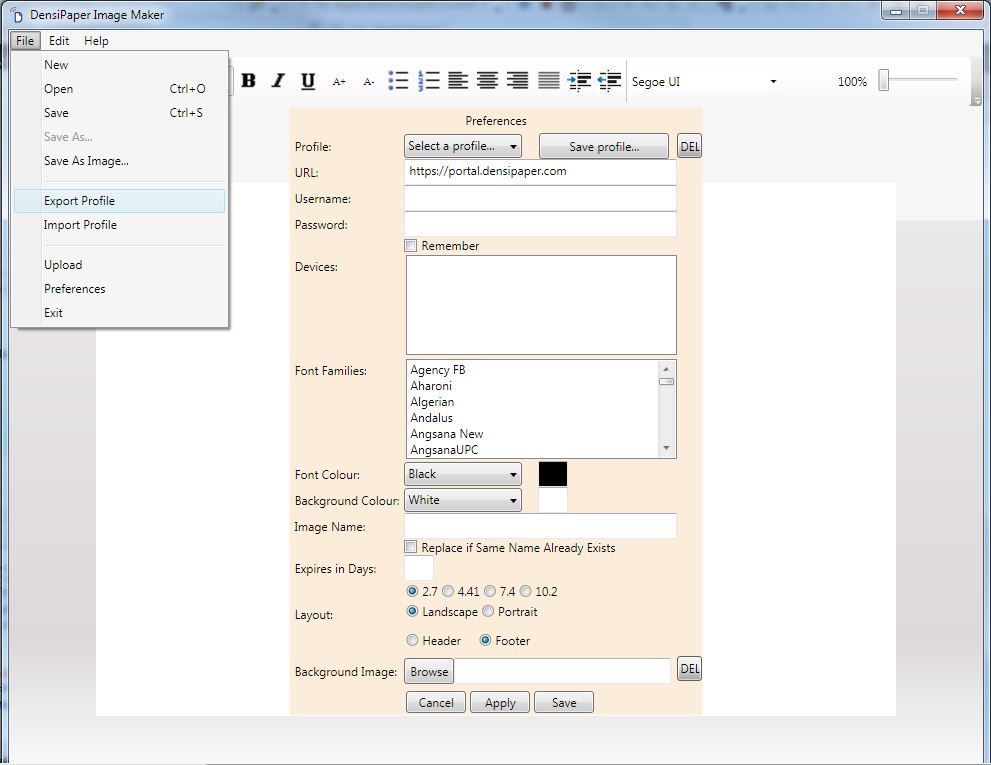 DensiPaper Image Maker
File Edit Help
New
Open Ctrl+O
Save Ctrl+S
Save As...
Save As Image...
Export Profile
Import Profile
Upload
Preferences
Exit
B I U A+ A- Segoe UI 100%
Preferences
Profile: Select a profile... Save profile... DEL
URL: https://portal.densipaper.com
Username:
Password:
Remember
Devices:
Font Families: Agency FB
Aharoni
Algerian
Andalus
Angsana New
AngsanaUPC
Font Colour: Black
Background Colour: White
Image Name:
Replace if Same Name Already Exists
Expires in Days:
2.7 4.41 7.4 10.2
Layout: Landscape Portrait
Header Footer
Background Image: Browse DEL
Cancel Apply Save